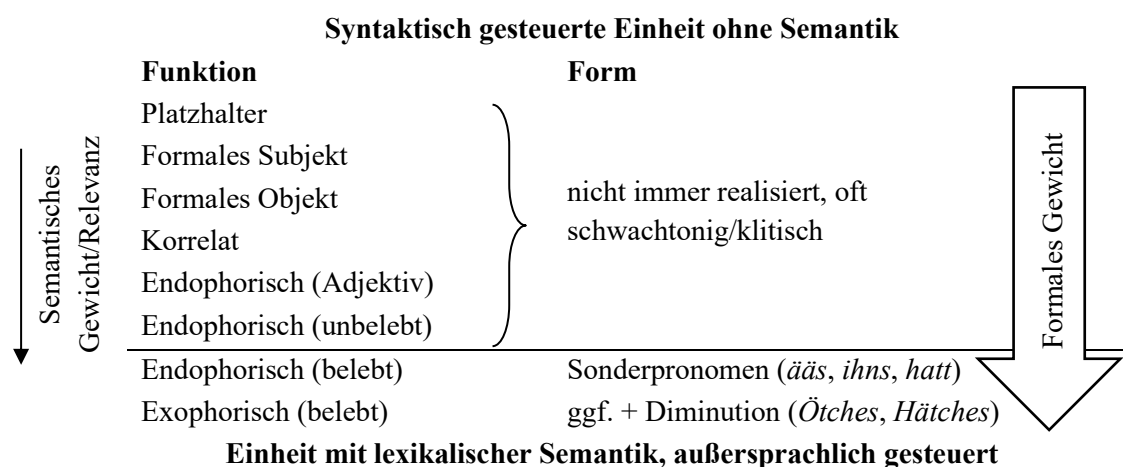 Syntaktisch gesteuerte Einheit ohne Semantik
Funktion Form
Platzhalter
Formales Subjekt
Formales Objekt
Korrelat
Endophorisch (Adjektiv)
Endophorisch (unbelebt)
nicht immer realisiert, oft
schwachtonig/klitisch
Endophorisch (belebt) Sonderpronomen (ääs, ihns, hatt)
Exophorisch (belebt) ggf. + Diminution (Ötches, Hätches)
Einheit mit lexikalischer Semantik, außersprachlich gesteuert
Semantisches
Gewicht/Relevanz
Formales Gewicht